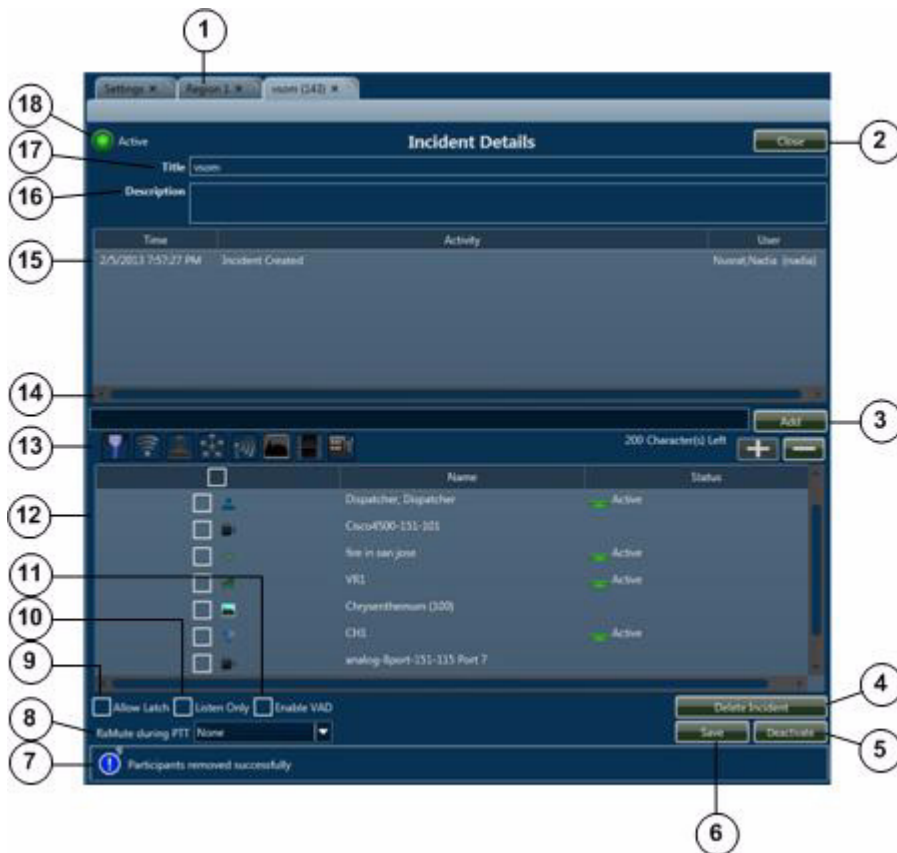 1
Settings × Region 1 × vsom (143) ×
18
Active Incident Details Close 2
17
Title vsom
16
Description
Time Activity User
15
2/5/2013 7:57:27 PM Incident Created Nusrat,Nadia (nadia)
14
Add 3
13
200 Character(s) Left
Name Status
12
Dispatcher, Dispatcher Active
Cisco4500-151-101
fire in san jose Active
11
VR1 Active
10
Chrysenthemum (100)
CH1 Active
9
analog-8port-151-115 Port 7
4
Allow Latch Listen Only Enable VAD Delete Incident
8
RxMute during PTT None Save Deactivate
5
7
Participants removed successfully
6